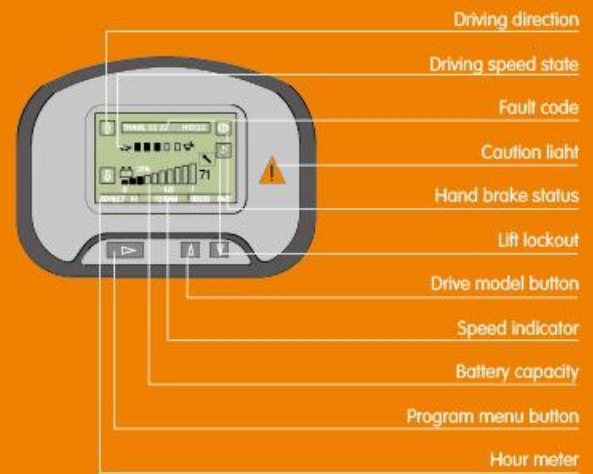 Driving direction
Driving speed state
Fault code
Caution liaht
Hand brake status
Lift lockout
Drive model button
Speed indicator
Battery capacity
Program menu button
Hour meter
71